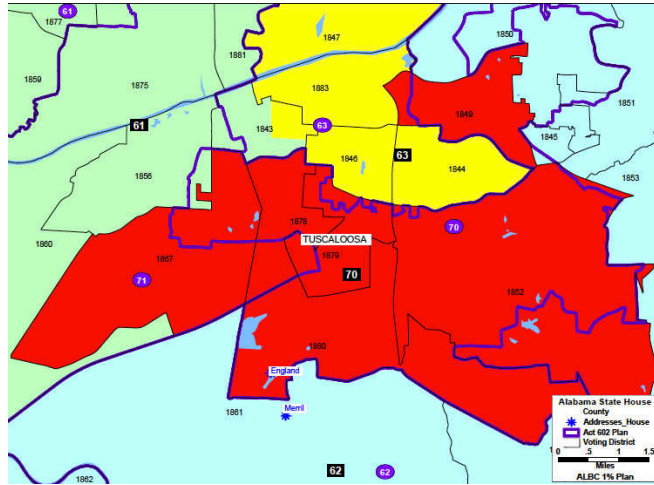 61
1877
1847
1850
1881
1859
1875
1883
1851
1849
61
63
1843
1845
63
1846
1844
1853
1856
1878
70
1860
TUSCALOOSA
1879
1867
71
70
1852
1880
England
1861
Merril
62
62
1862
Alabama State House
County
Addresses_House
Act 602 Plan
Voting District
0 .5 1 1.5
Miles
ALBC 1% Plan